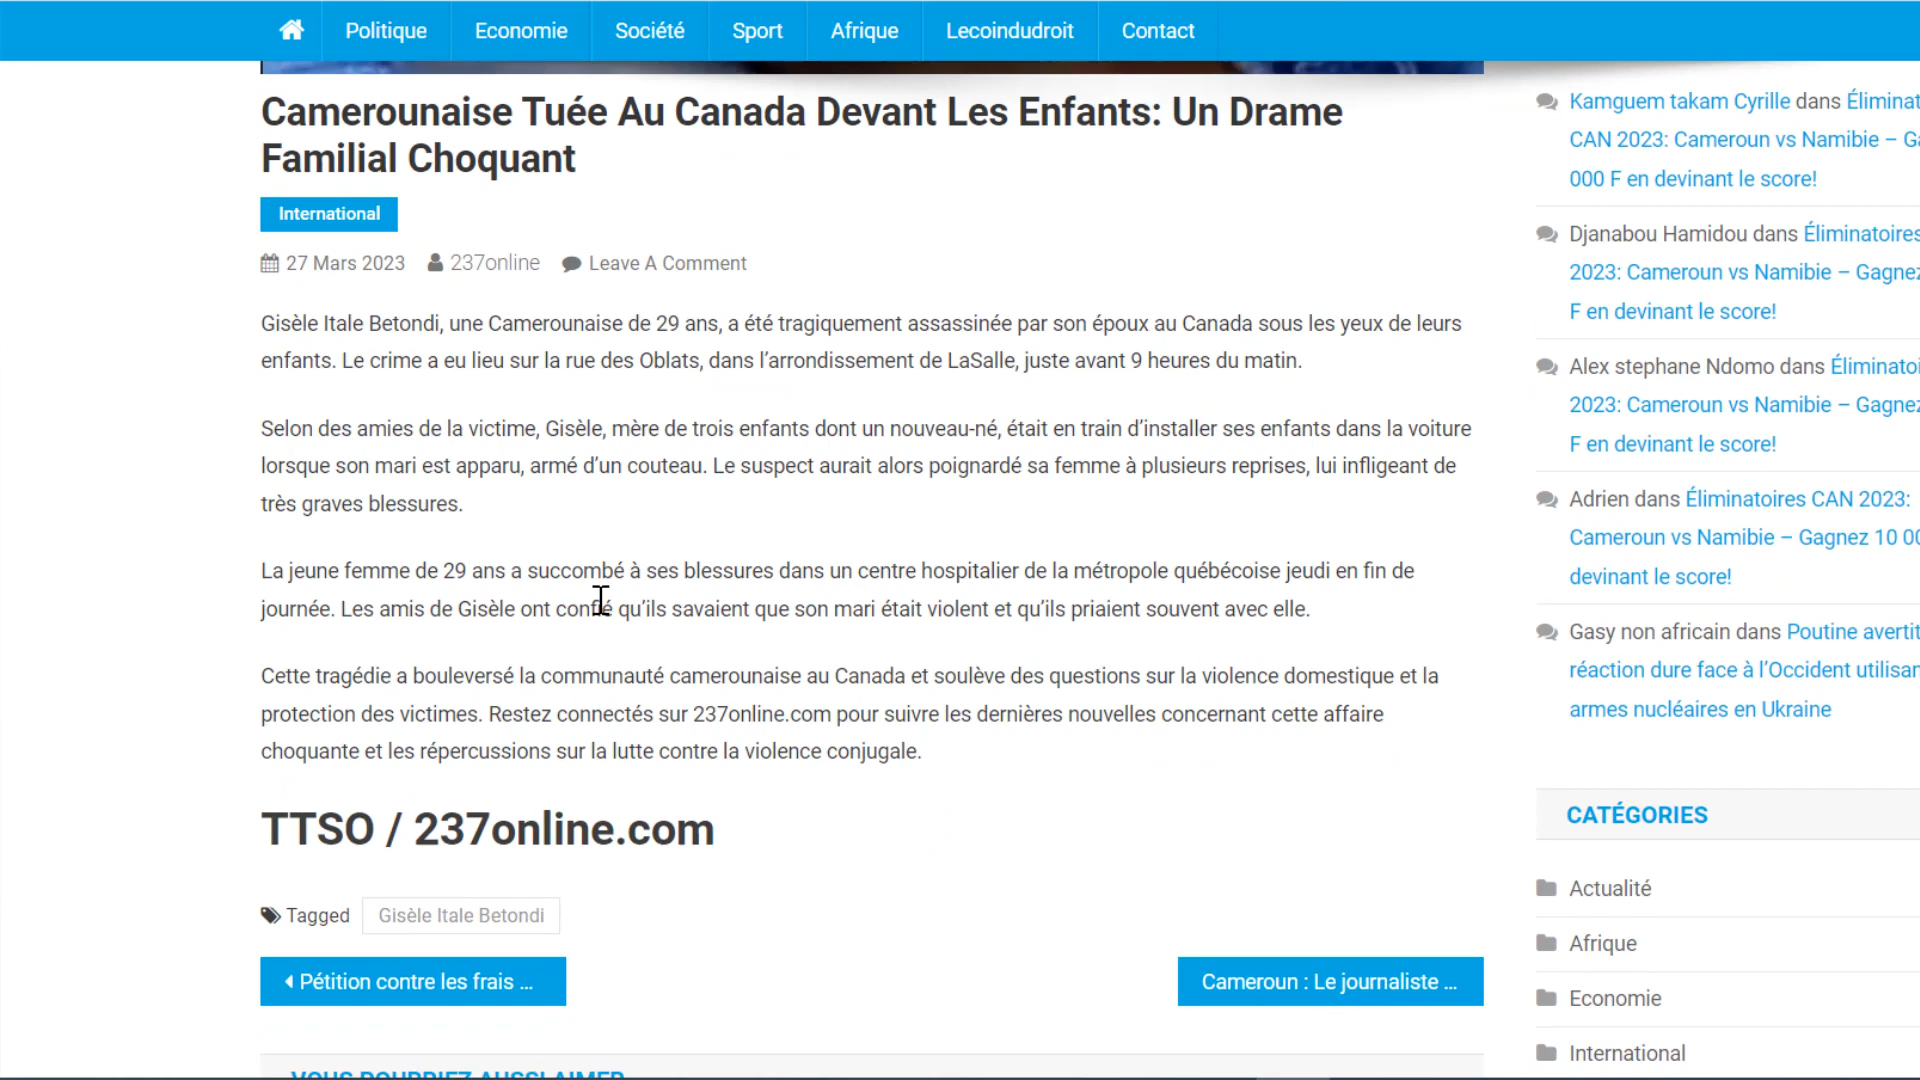 Politique
Economie
Société
Sport
Afrique
Lecoindudroit
Contact
Camerounaise Tuée Au Canada Devant Les Enfants: Un Drame
Familial Choquant
International
27 Mars 2023 237online Leave A Comment
Gisèle Itale Betondi, une Camerounaise de 29 ans, a été tragiquement assassinée par son époux au Canada sous les yeux de leurs
enfants. Le crime a eu lieu sur la rue des Oblats, dans l’arrondissement de LaSalle, juste avant 9 heures du matin.
Selon des amies de la victime, Gisèle, mère de trois enfants dont un nouveau-né, était en train d’installer ses enfants dans la voiture
lorsque son mari est apparu, armé d’un couteau. Le suspect aurait alors poignardé sa femme à plusieurs reprises, lui infligeant de
très graves blessures.
La jeune femme de 29 ans a succombé à ses blessures dans un centre hospitalier de la métropole québécoise jeudi en fin de
journée. Les amis de Gisèle ont confié qu’ils savaient que son mari était violent et qu’ils priaient souvent avec elle.
Cette tragédie a bouleversé la communauté camerounaise au Canada et soulève des questions sur la violence domestique et la
protection des victimes. Restez connectés sur 237online.com pour suivre les dernières nouvelles concernant cette affaire
choquante et les répercussions sur la lutte contre la violence conjugale.
TTSO / 237online.com
Tagged Gisèle Itale Betondi
Pétition contre les frais ...
Cameroun : Le journaliste ...
VOUS POURRIEZ AUSSI AIMER
Kamguem takam Cyrille dans Éliminat
CAN 2023: Cameroun vs Namibie – Ga
000 F en devinant le score!
Djanabou Hamidou dans Éliminatoires
2023: Cameroun vs Namibie – Gagnez
F en devinant le score!
Alex stephane Ndomo dans Éliminatoi
2023: Cameroun vs Namibie – Gagnez
F en devinant le score!
Adrien dans Éliminatoires CAN 2023:
Cameroun vs Namibie – Gagnez 10 00
devinant le score!
Gasy non africain dans Poutine avertit
réaction dure face à l’Occident utilisan
armes nucléaires en Ukraine
CATÉGORIES
Actualité
Afrique
Economie
International